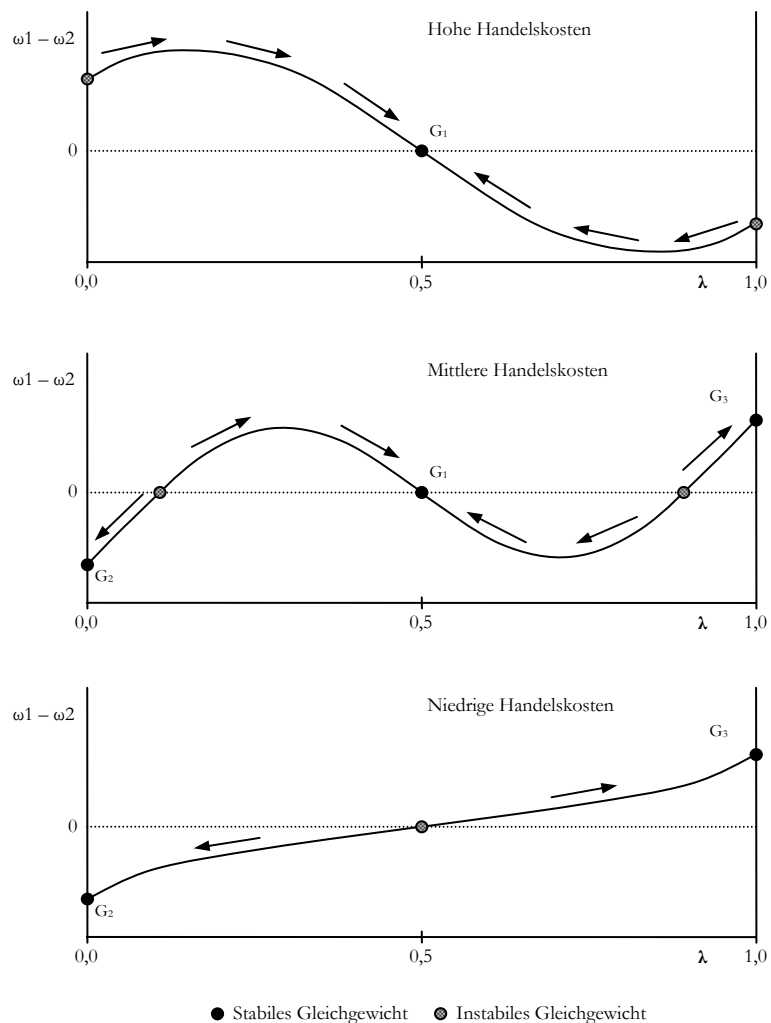 Hohe Handelskosten
ω1 – ω2
G1
0
0,0 0,5 λ 1,0
Mittlere Handelskosten
ω1 – ω2
G3
G1
0
G2
0,0 0,5 λ 1,0
Niedrige Handelskosten
ω1 – ω2
G3
0
G2
0,0 0,5 λ 1,0
Stabiles Gleichgewicht Instabiles Gleichgewicht